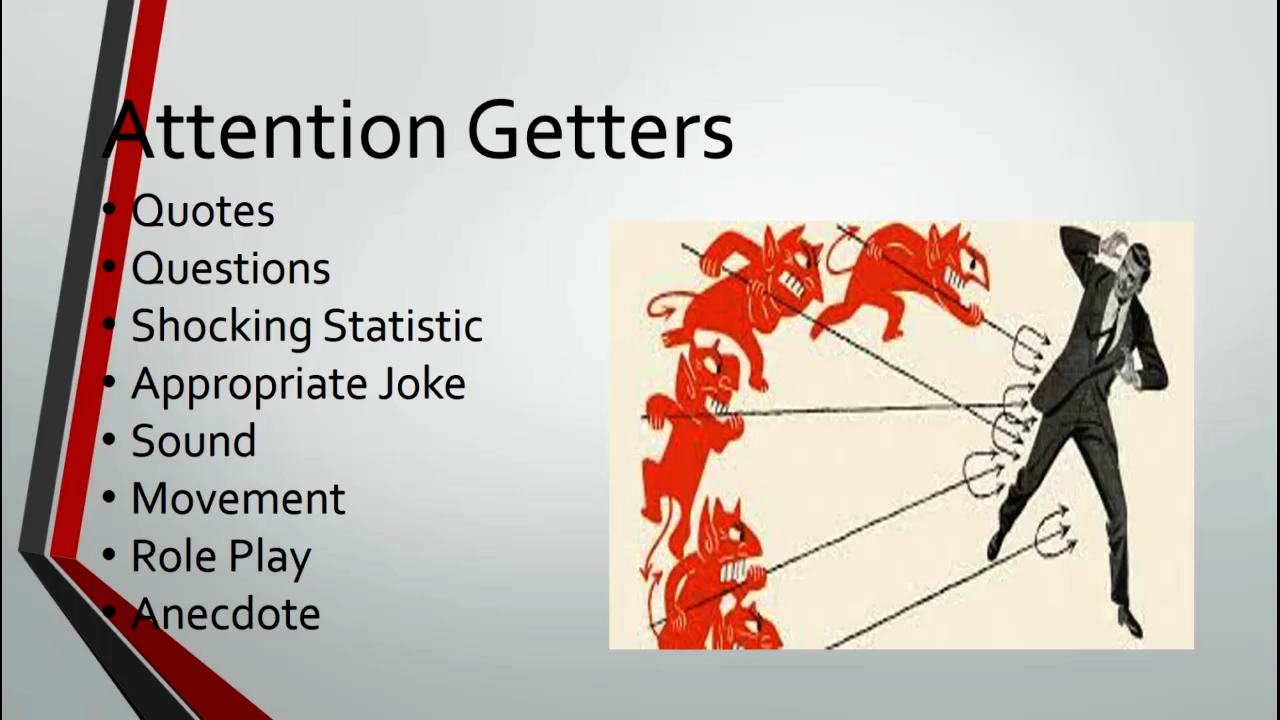 Attention Getters
• Quotes
• Questions
• Shocking Statistic
• Appropriate Joke
• Sound
• Movement
• Role Play
• Anecdote